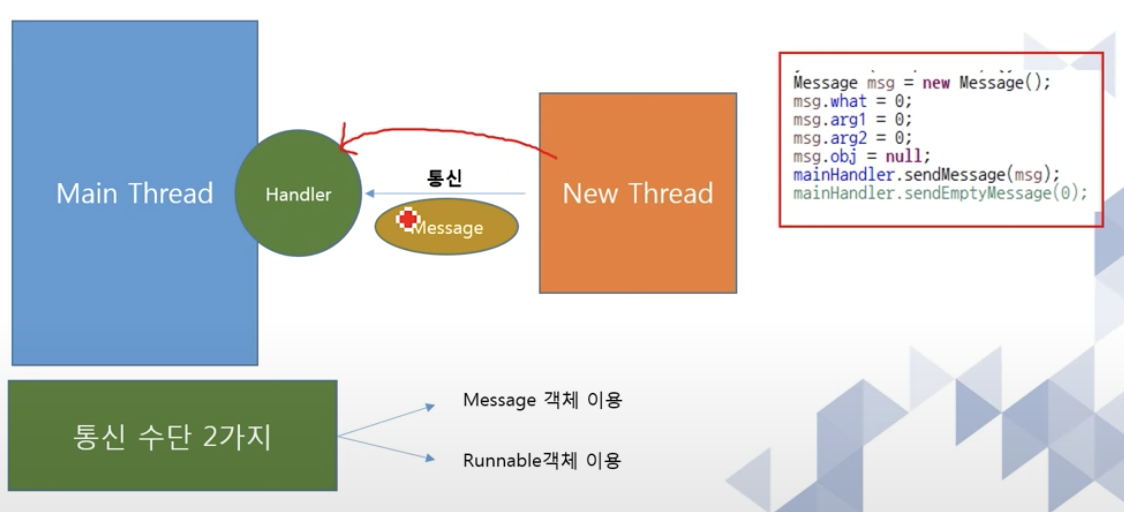 Main Thread
Handler
통신
Message
New Thread
Message msg = new Message();
msg.what = 0;
msg.arg1 = 0;
msg.arg2 = 0;
msg.obj = null;
mainHandler.sendMessage(msg);
mainHandler.sendEmptyMessage(0);
통신 수단 2가지
Message 객체 이용
Runnable객체 이용